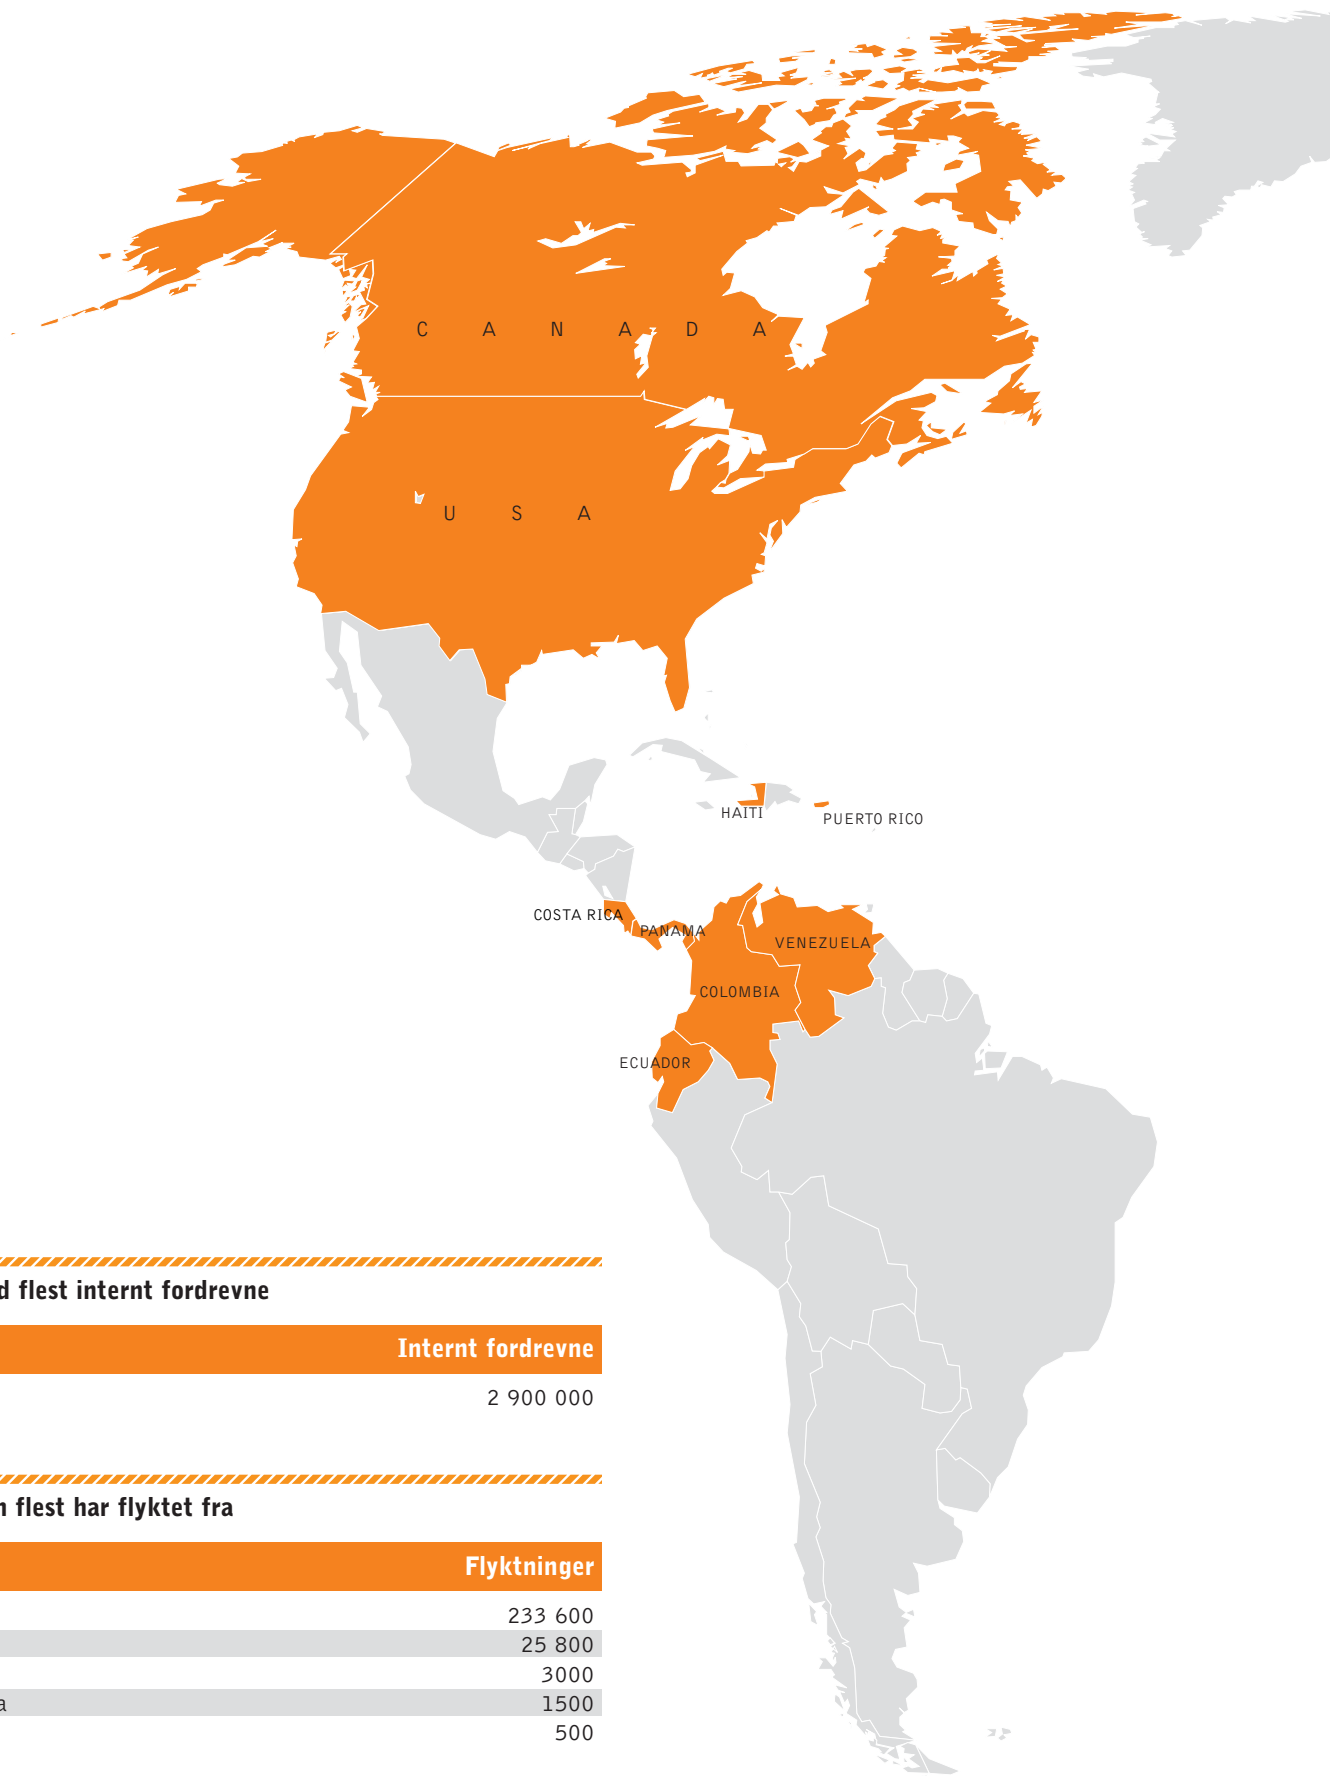 C A N A D A
U S A
HAITI
PUERTO RICO
COSTA RICA
PANAMA
VENEZUELA
COLOMBIA
ECUADOR
flest internt fordrevne
Internt fordrevne
2 900 000
flest har flyktet fra
Flyktninger
233 600
25 800
3000
1500
500